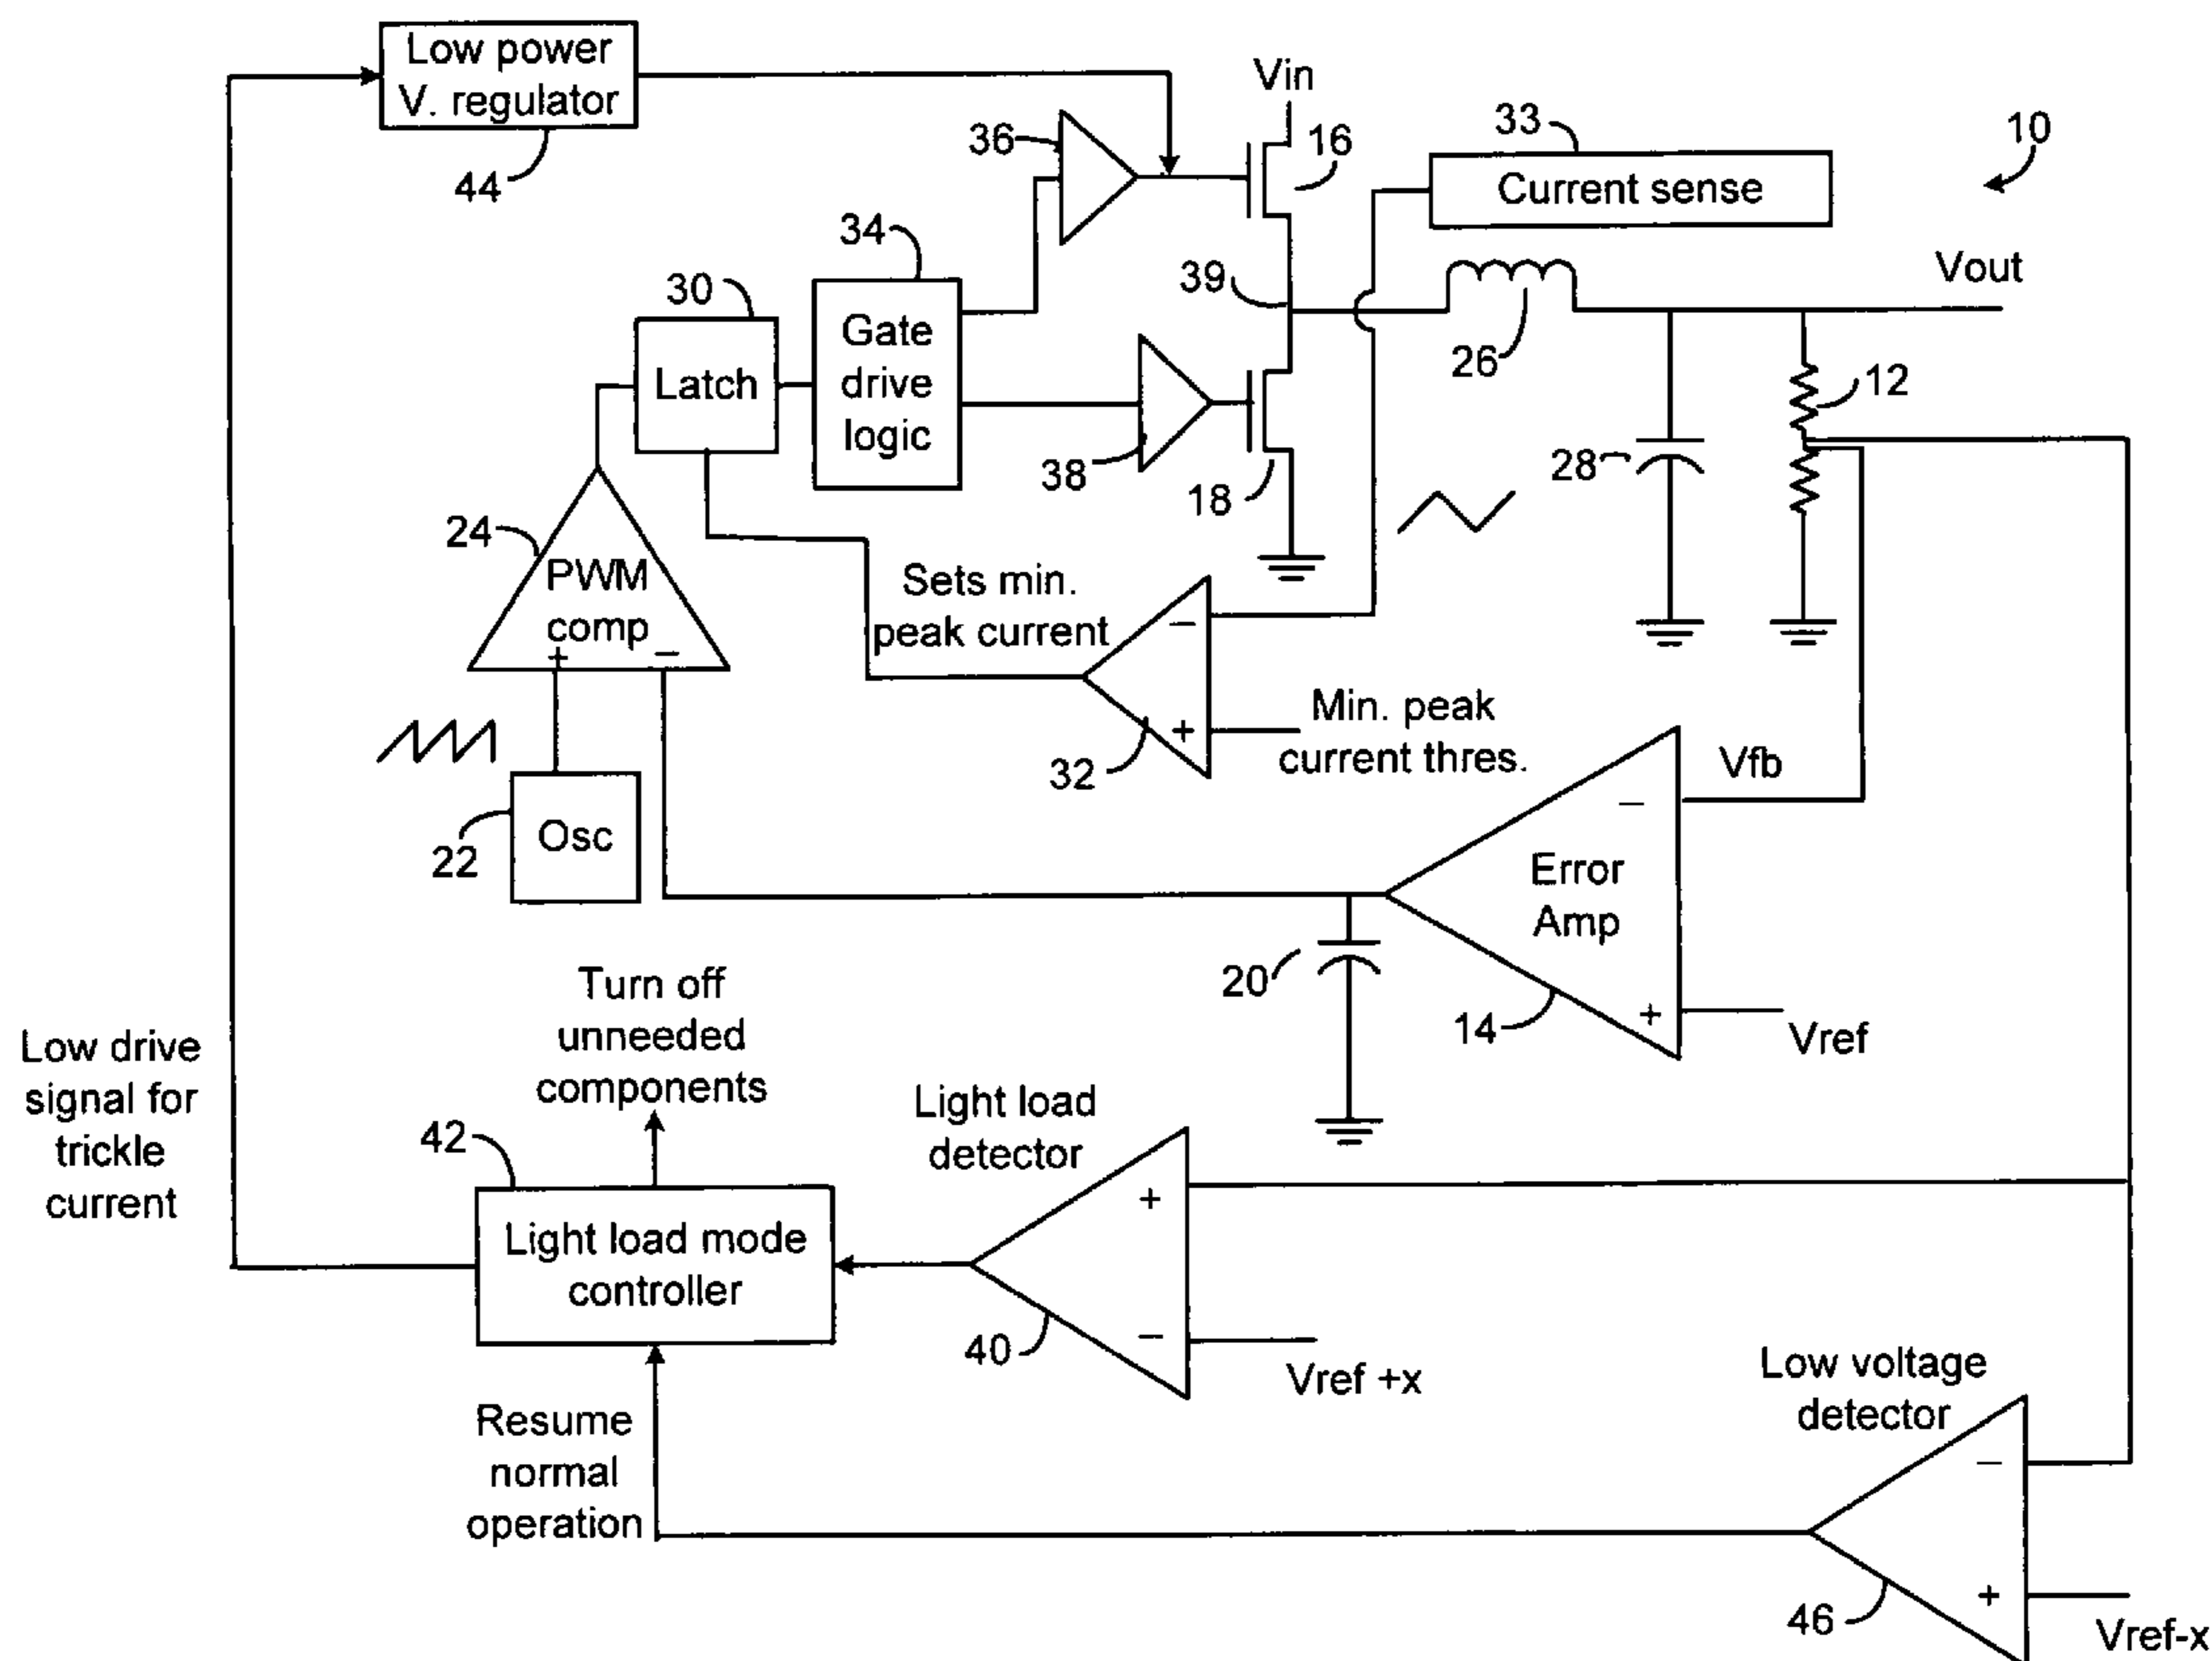 Low power
V. regulator
44
Vin
36
16
33
Current sense
10
34
39
Vout
30
Gate
drive
logic
Latch
26
12
38
18
28
24
PWM
comp
+
−
Sets min.
peak current
−
+
32
Min. peak
current thres.
Vfb
22
Osc
−
Error
Amp
+
14
Vref
20
Turn off
unneeded
components
Low drive
signal for
trickle
current
42
Light load mode
controller
Light load
detector
+
−
40
Vref +x
Resume
normal
operation
Low voltage
detector
−
+
46
Vref-x